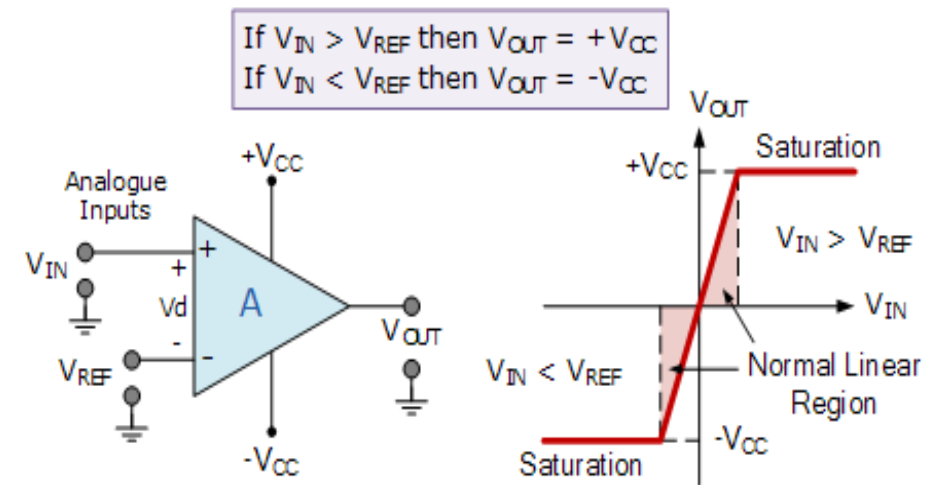 If VIN > VREF then VOUT = +VCC
If VIN < VREF then VOUT = -VCC
+VCC
Analogue
Inputs
VIN
+
+
Vd
A
-
-
VREF
VOUT
-VCC
VOUT
+VCC
Saturation
VIN > VREF
VIN
VIN < VREF
Normal Linear
Region
-VCC
Saturation